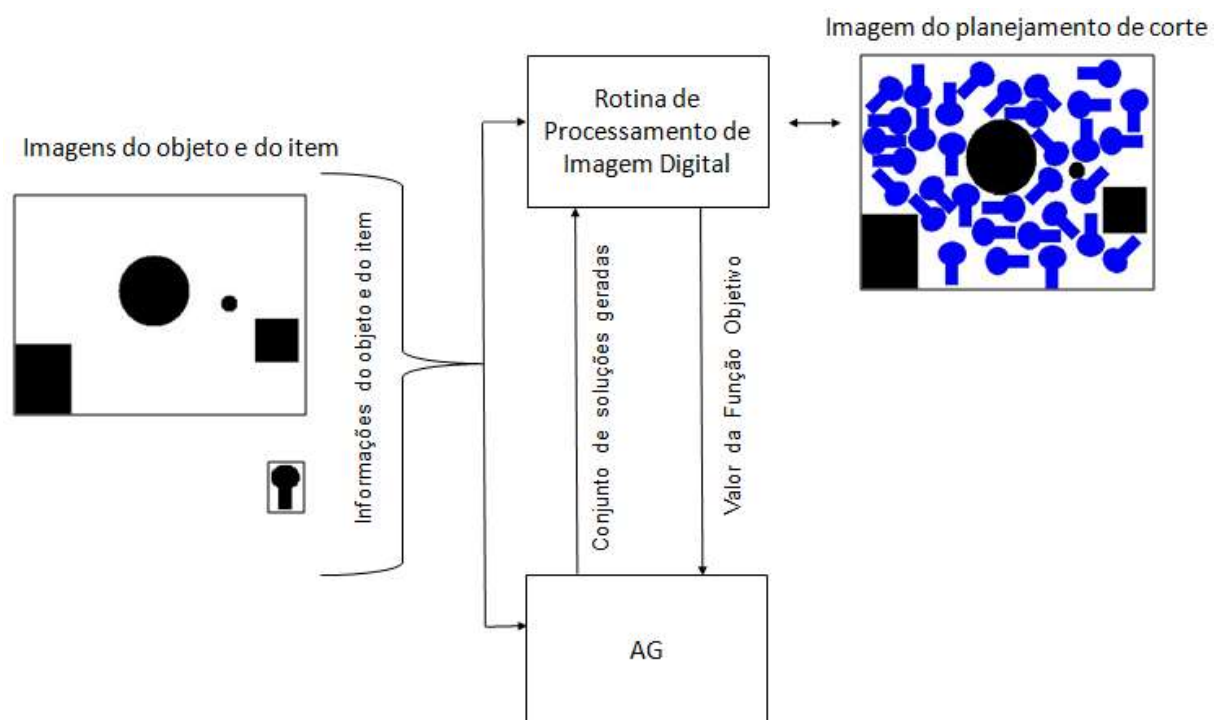 Imagens do objeto e do item
Informações do objeto e do item
Rotina de
Processamento de
Imagem Digital
Conjunto de soluções geradas
Valor da Função Objetivo
AG
Imagem do planejamento de corte